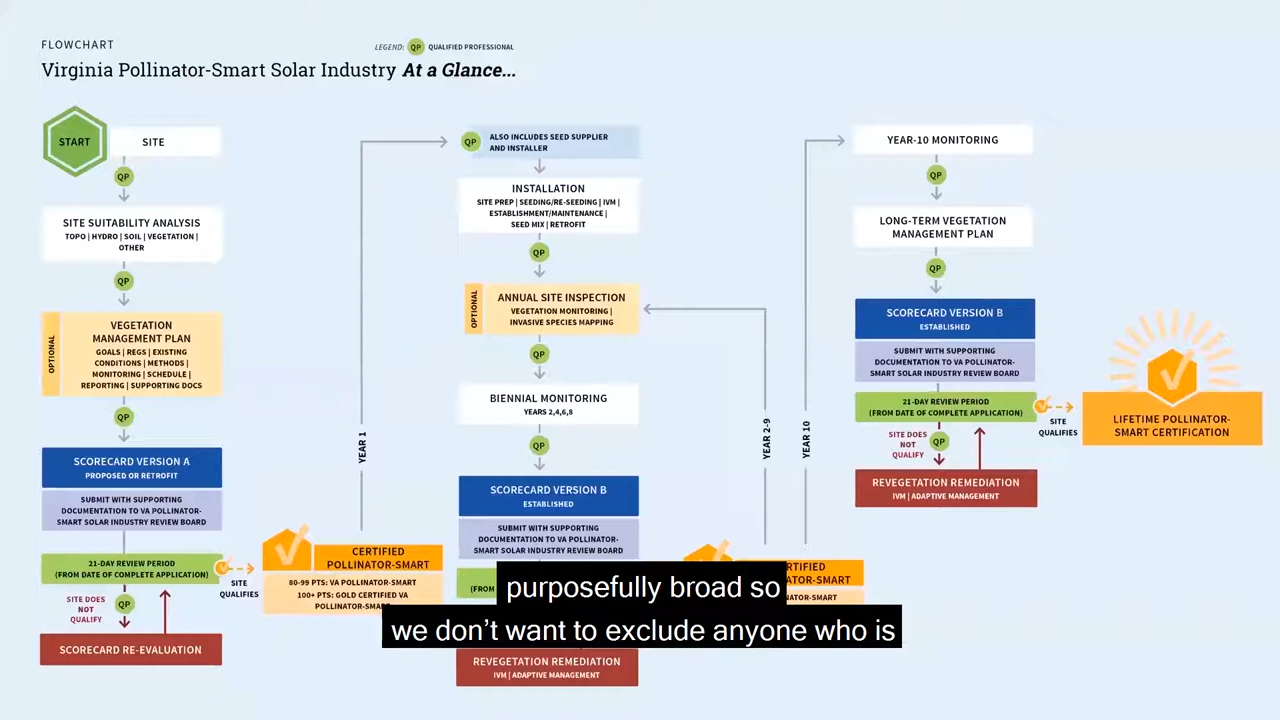 FLOWCHART
LEGEND: QP QUALIFIED PROFESSIONAL
Virginia Pollinator-Smart Solar Industry At a Glance...
START
SITE
QP
SITE SUITABILITY ANALYSIS
TOPO | HYDRO | SOIL | VEGETATION |
OTHER
QP
OPTIONAL
VEGETATION
MANAGEMENT PLAN
GOALS | REGS | EXISTING
CONDITIONS | METHODS |
MONITORING | SCHEDULE |
REPORTING | SUPPORTING DOCS
QP
SCORECARD VERSION A
PROPOSED OR RETROFIT
SUBMIT WITH SUPPORTING
DOCUMENTATION TO VA POLLINATOR-
SMART SOLAR INDUSTRY REVIEW BOARD
21-DAY REVIEW PERIOD
(FROM DATE OF COMPLETE APPLICATION)
SITE
QUALIFIES
SITE DOES
NOT
QUALIFY
QP
SCORECARD RE-EVALUATION
CERTIFIED
POLLINATOR-SMART
80-99 PTS: VA POLLINATOR-SMART
100+ PTS: GOLD CERTIFIED VA
POLLINATOR-SMART
YEAR 1
QP
ALSO INCLUDES SEED SUPPLIER
AND INSTALLER
INSTALLATION
SITE PREP | SEEDING/RE-SEEDING | IVM |
ESTABLISHMENT/MAINTENANCE |
SEED MIX | RETROFIT
QP
OPTIONAL
ANNUAL SITE INSPECTION
VEGETATION MONITORING |
INVASIVE SPECIES MAPPING
QP
BIENNIAL MONITORING
YEARS 2,4,6,8
QP
SCORECARD VERSION B
ESTABLISHED
SUBMIT WITH SUPPORTING
DOCUMENTATION TO VA POLLINATOR-
SMART SOLAR INDUSTRY REVIEW BOARD
(FROM
REVEGETATION REMEDIATION
IVM | ADAPTIVE MANAGEMENT
YEAR 2-9
YEAR 10
YEAR-10 MONITORING
QP
LONG-TERM VEGETATION
MANAGEMENT PLAN
QP
SCORECARD VERSION B
ESTABLISHED
SUBMIT WITH SUPPORTING
DOCUMENTATION TO VA POLLINATOR-
SMART SOLAR INDUSTRY REVIEW BOARD
21-DAY REVIEW PERIOD
(FROM DATE OF COMPLETE APPLICATION)
SITE
QUALIFIES
SITE DOES
NOT
QUALIFY
QP
REVEGETATION REMEDIATION
IVM | ADAPTIVE MANAGEMENT
LIFETIME POLLINATOR-
SMART CERTIFICATION
purposefully broad so
we don't want to exclude anyone who is